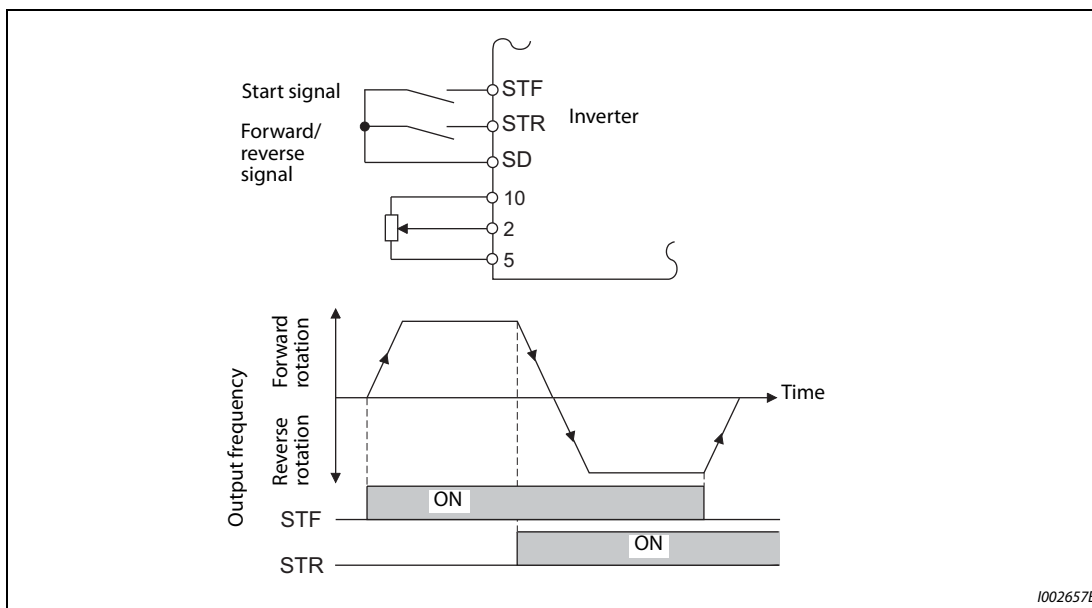 Start signal
STF
Inverter
STR
Forward/
reverse
signal
SD
10
2
5
Output frequency
Forward
rotation
Reverse
rotation
Time
ON
STF
ON
STR